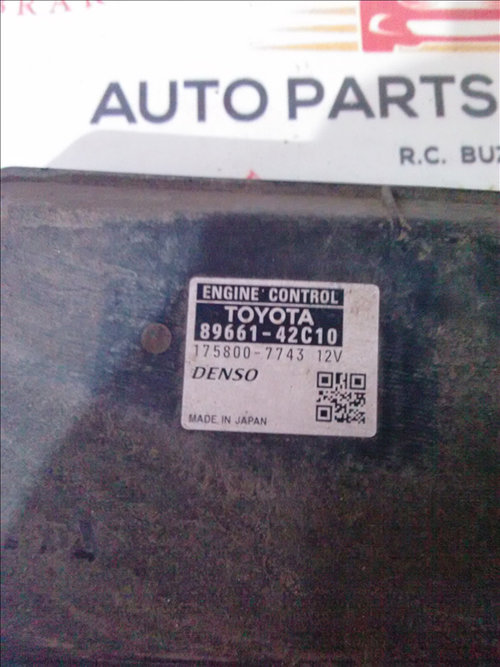 AUTO PARTS
R.C. BUZ
ENGINE CONTROL
TOYOTA
89661-42C10
175800-7743 12V
DENSO
MADE IN JAPAN